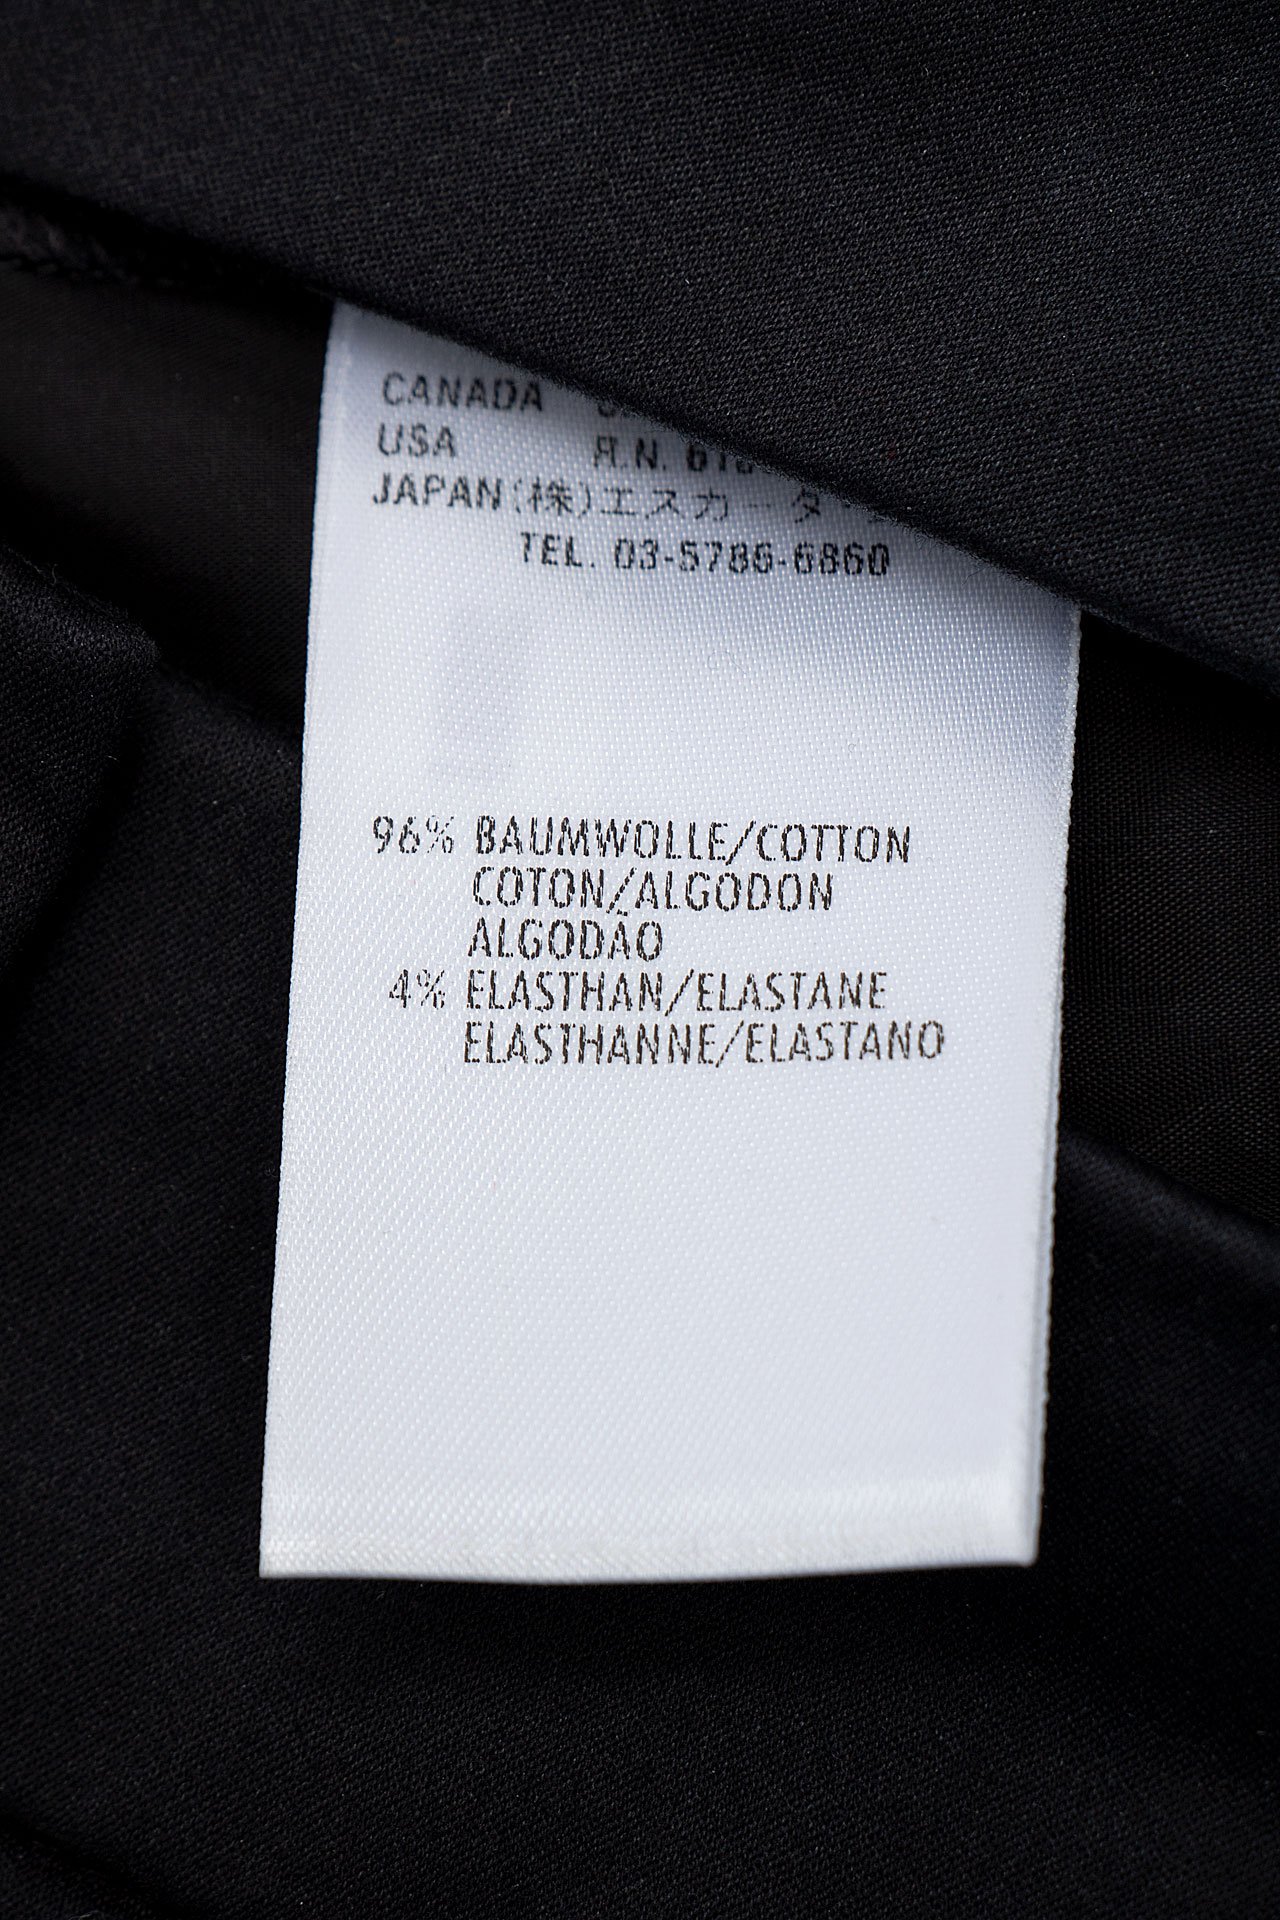 CANADA
USA R.N.
JAPAN (株)エスカーダ・
TEL. 03-5786-6860
96% BAUMWOLLE/COTTON
COTON/ALGODON
ALGODÃO
4% ELASTHAN/ELASTANE
ELASTHANNE/ELASTANO